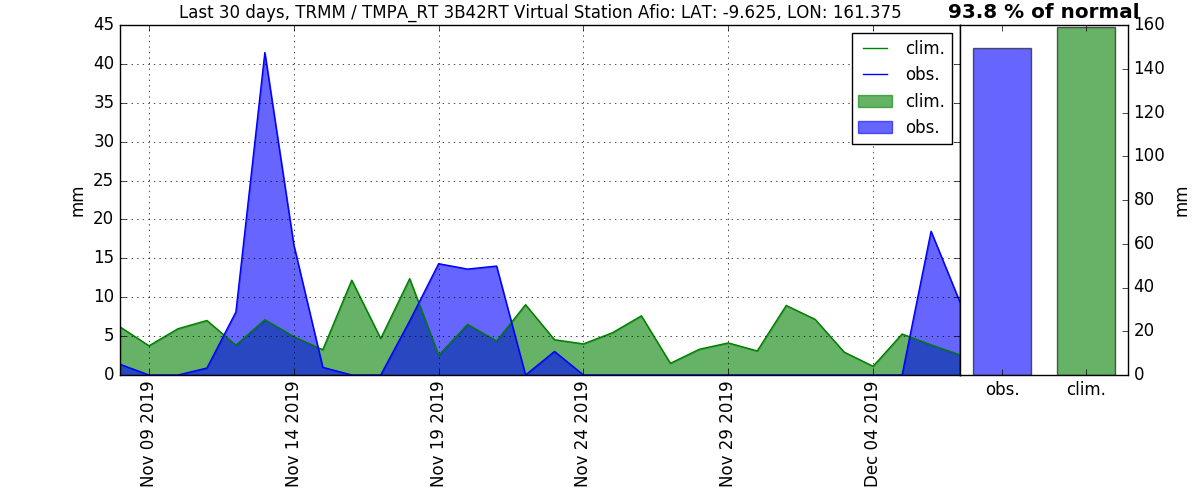 Last 30 days, TRMM / TMPA_RT 3B42RT Virtual Station Afio: LAT: -9.625, LON: 161.375
93.8 % of normal
45
40
35
30
25
20
15
10
5
0
mm
clim.
obs.
clim.
obs.
Nov 09 2019
Nov 14 2019
Nov 19 2019
Nov 24 2019
Nov 29 2019
Dec 04 2019
160
140
120
100
80
60
40
20
0
mm
obs.
clim.